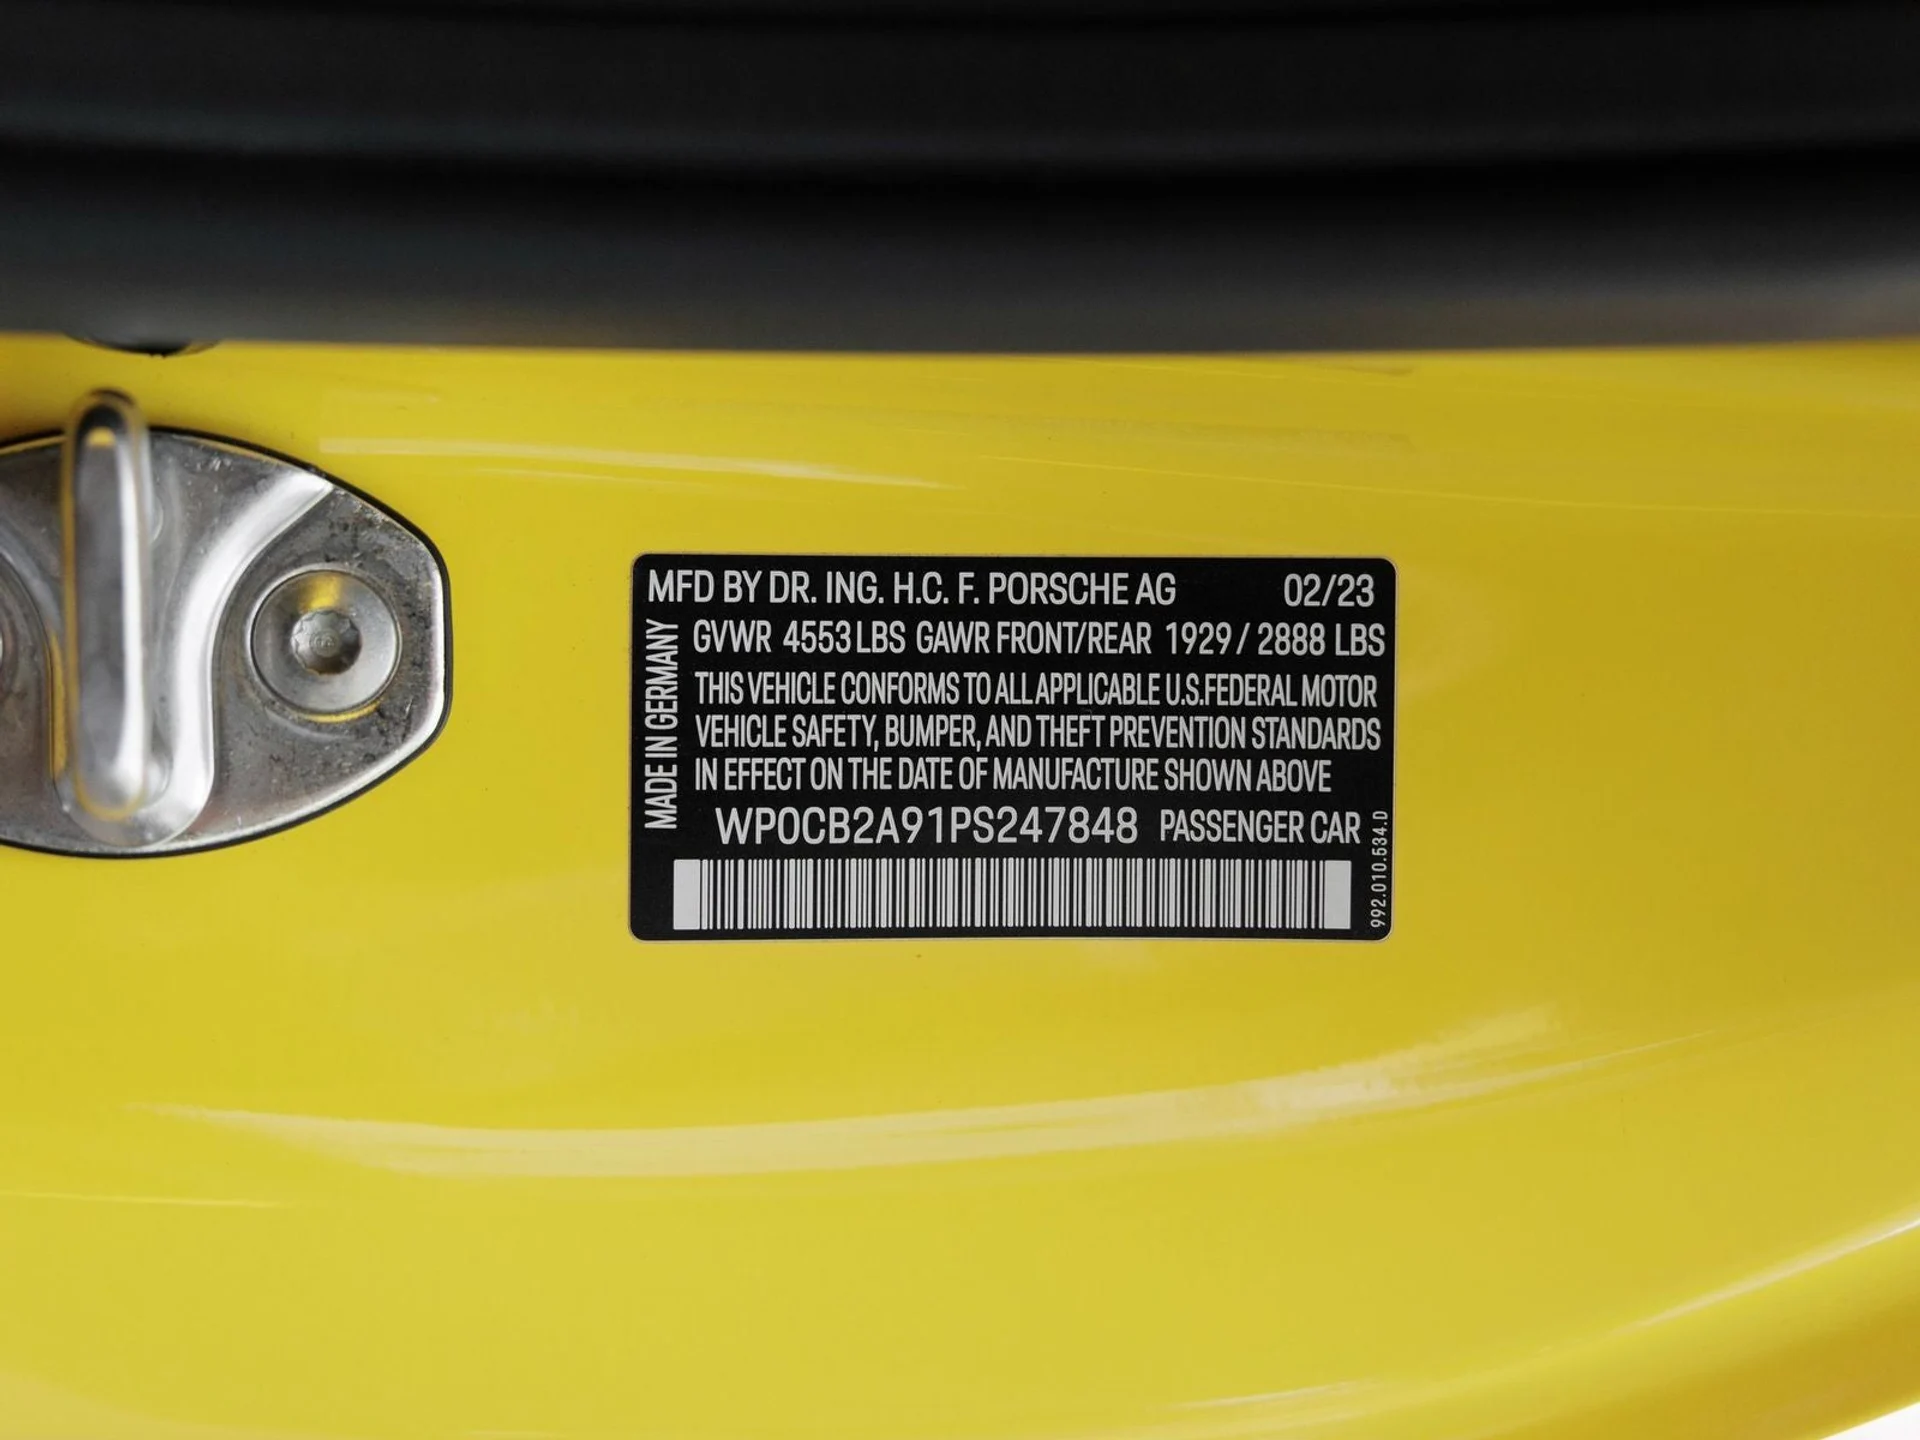 MFD BY DR. ING. H.C. F. PORSCHE AG 02/23
GVWR 4553 LBS GAWR FRONT/REAR 1929 / 2888 LBS
THIS VEHICLE CONFORMS TO ALL APPLICABLE U.S. FEDERAL MOTOR
VEHICLE SAFETY, BUMPER, AND THEFT PREVENTION STANDARDS
IN EFFECT ON THE DATE OF MANUFACTURE SHOWN ABOVE
WP0CB2A91PS247848 PASSENGER CAR
MADE IN GERMANY
992.010.534.D